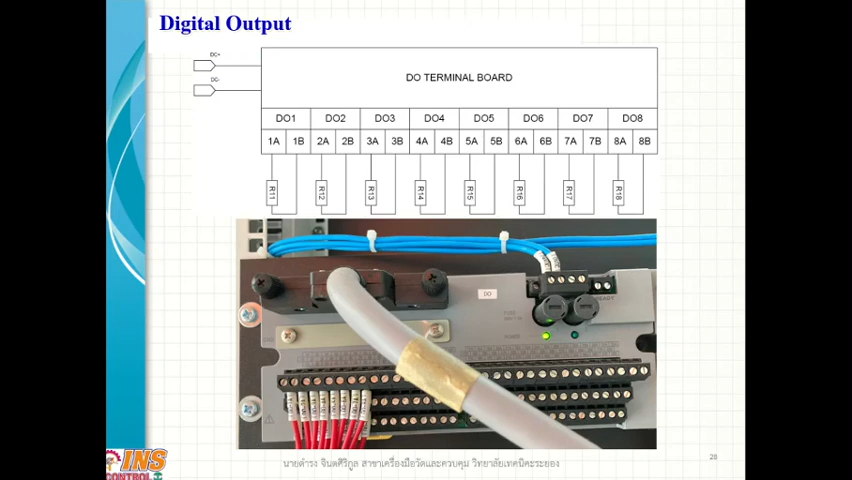 Digital Output
DC+
DC-
DO TERMINAL BOARD
DO1 DO2 DO3 DO4 DO5 DO6 DO7 DO8
1A 1B 2A 2B 3A 3B 4A 4B 5A 5B 6A 6B 7A 7B 8A 8B
R11 R12 R13 R14 R15 R16 R17 R18
DO
FUSE
POWER
READY
INS
CONTROL
นายดำรง จินตศิริกูล สาขาเครื่องมือวัดและควบคุม วิทยาลัยเทคนิคระยอง
28